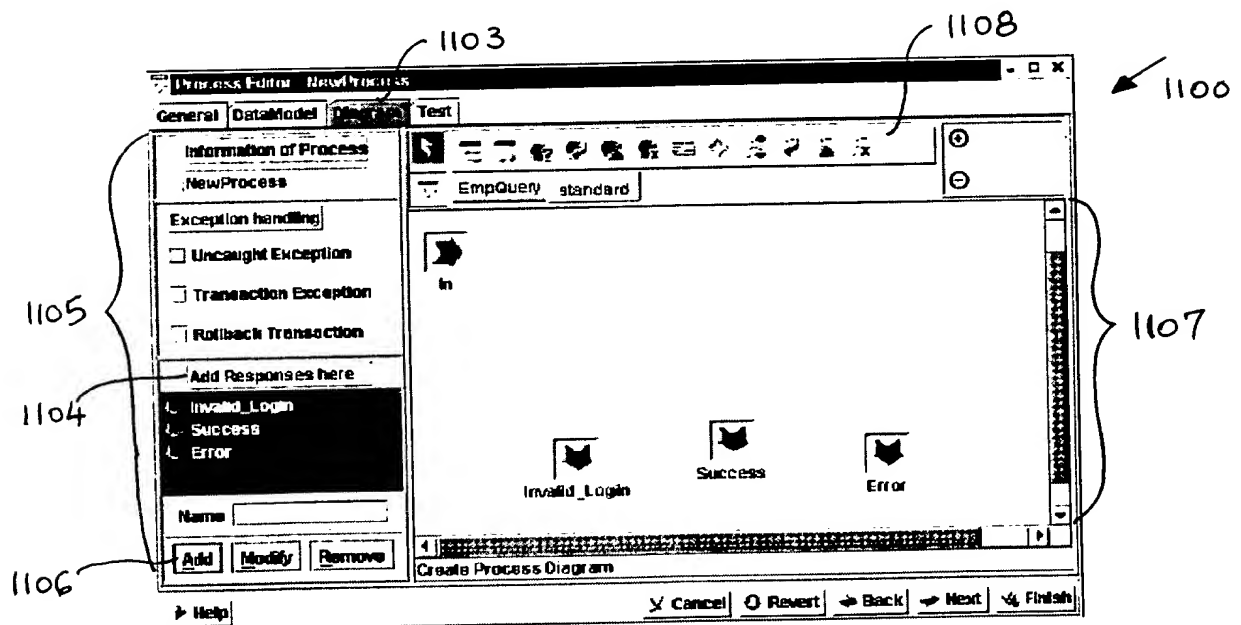 1103
1108
1100
Process Editor - NewProcess
General DataModel Diagram Test
Information of Process
NewProcess
EmpQuery standard
Exception handling
Uncaught Exception
In
Transaction Exception
1105
1107
Rollback Transaction
Add Responses here
1104
Invalid_Login
Success
Error
Invalid_Login
Success
Error
Name
Add Modify Remove
1106
Create Process Diagram
Help
Cancel Revert Back Next Finish